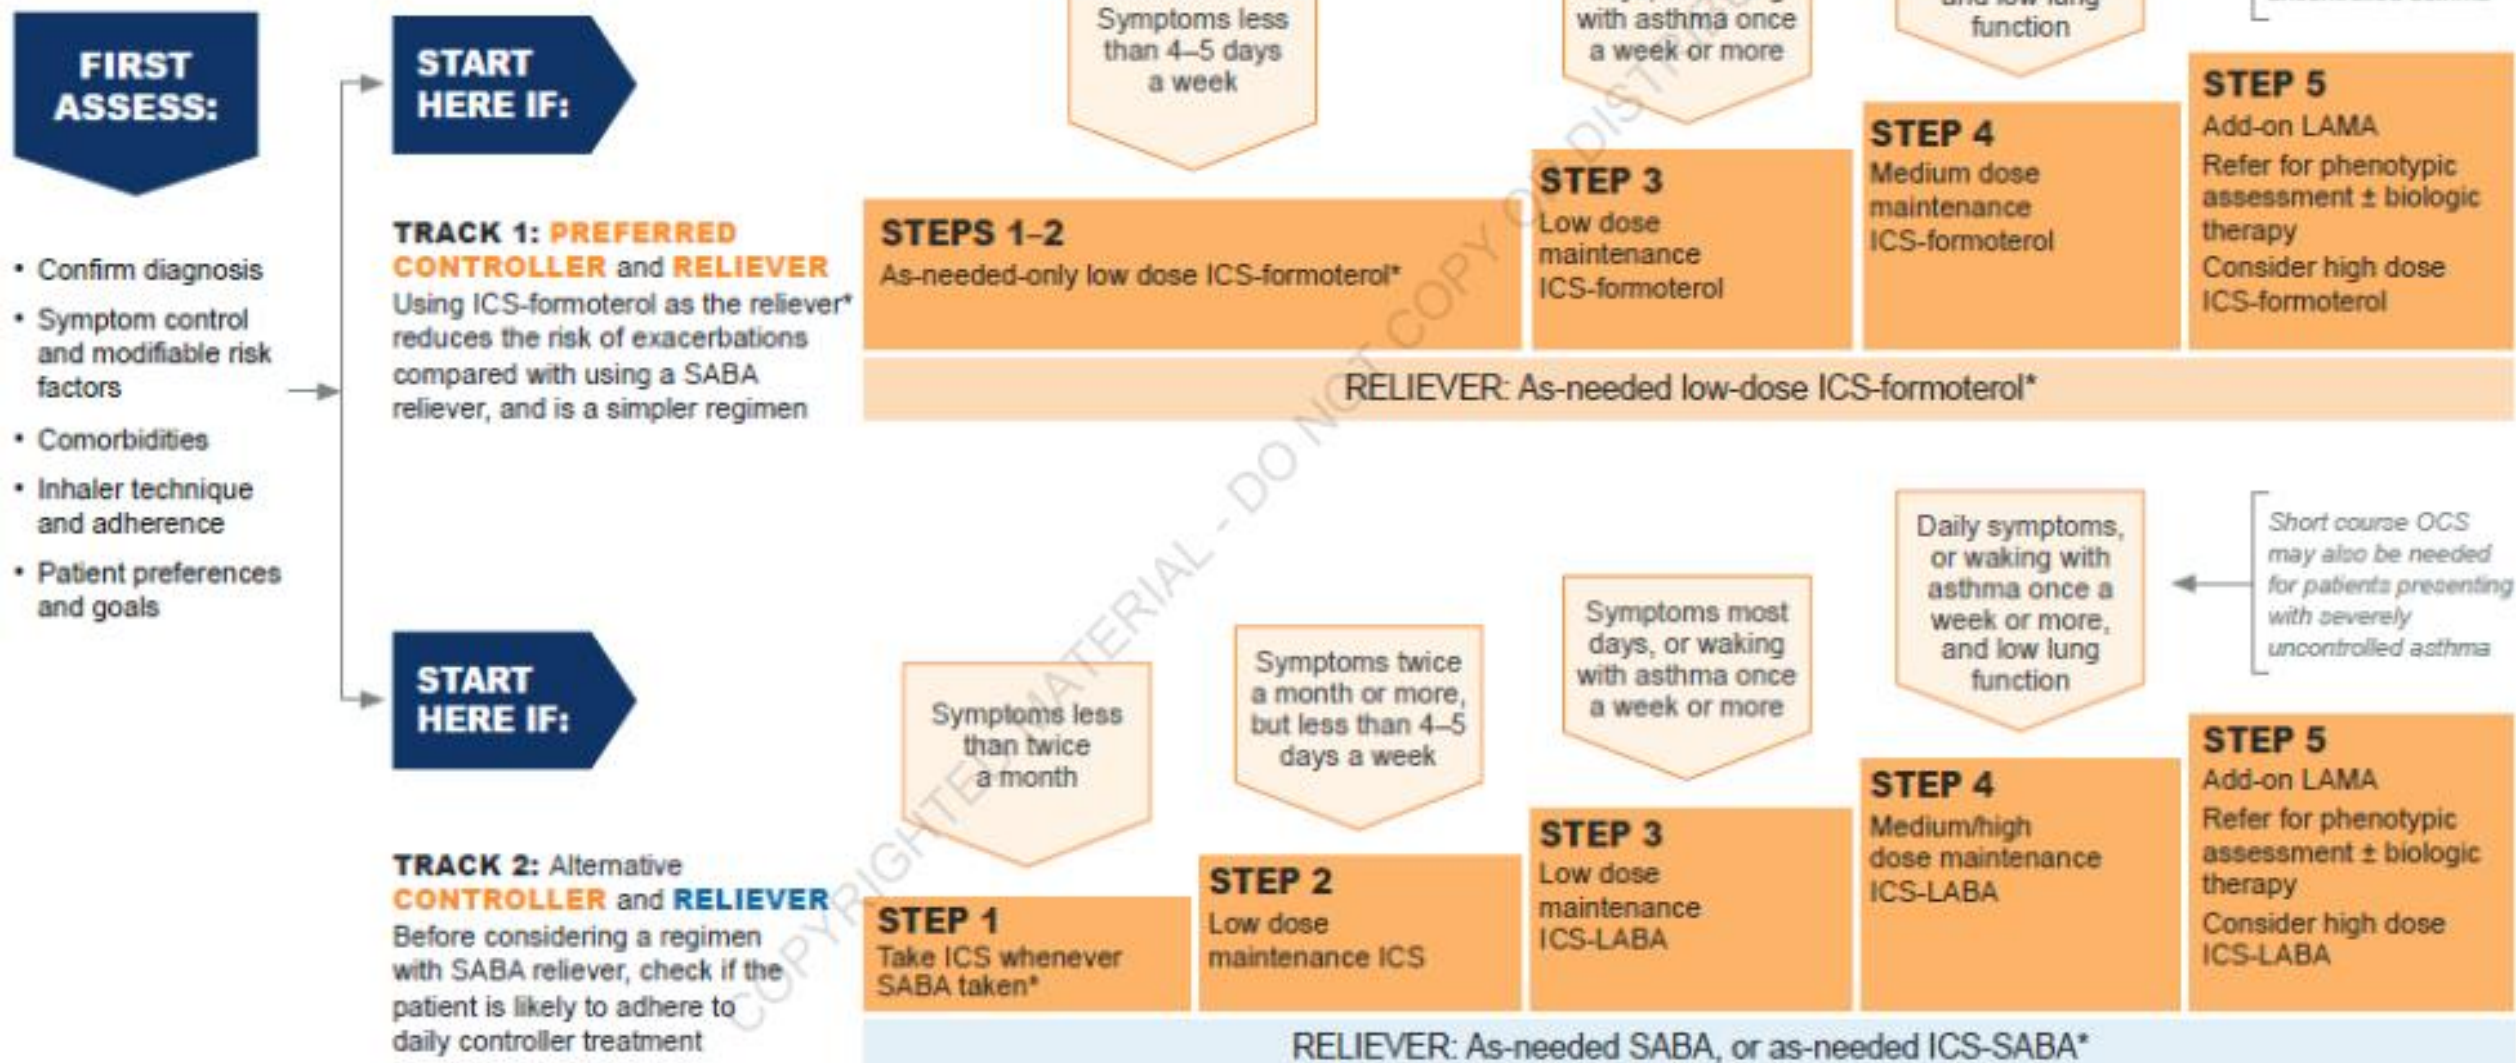 FIRST
ASSESS:
• Confirm diagnosis
• Symptom control
and modifiable risk
factors
• Comorbidities
• Inhaler technique
and adherence
• Patient preferences
and goals
START
HERE IF:
Symptoms less
than 4–5 days
a week
with asthma once
a week or more
and low lung
function
TRACK 1: PREFERRED
CONTROLLER and RELIEVER
Using ICS-formoterol as the reliever*
reduces the risk of exacerbations
compared with using a SABA
reliever, and is a simpler regimen
STEPS 1–2
As-needed-only low dose ICS-formoterol*
STEP 3
Low dose
maintenance
ICS-formoterol
STEP 4
Medium dose
maintenance
ICS-formoterol
STEP 5
Add-on LAMA
Refer for phenotypic
assessment ± biologic
therapy
Consider high dose
ICS-formoterol
RELIEVER: As-needed low-dose ICS-formoterol*
START
HERE IF:
Symptoms less
than twice
a month
Symptoms twice
a month or more,
but less than 4–5
days a week
Symptoms most
days, or waking
with asthma once
a week or more
Daily symptoms,
or waking with
asthma once a
week or more,
and low lung
function
Short course OCS
may also be needed
for patients presenting
with severely
uncontrolled asthma
TRACK 2: Alternative
CONTROLLER and RELIEVER
Before considering a regimen
with SABA reliever, check if the
patient is likely to adhere to
daily controller treatment
STEP 1
Take ICS whenever
SABA taken*
STEP 2
Low dose
maintenance ICS
STEP 3
Low dose
maintenance
ICS-LABA
STEP 4
Medium/high
dose maintenance
ICS-LABA
STEP 5
Add-on LAMA
Refer for phenotypic
assessment ± biologic
therapy
Consider high dose
ICS-LABA
RELIEVER: As-needed SABA, or as-needed ICS-SABA*
COPYRIGHTED MATERIAL - DO NOT COPY OR